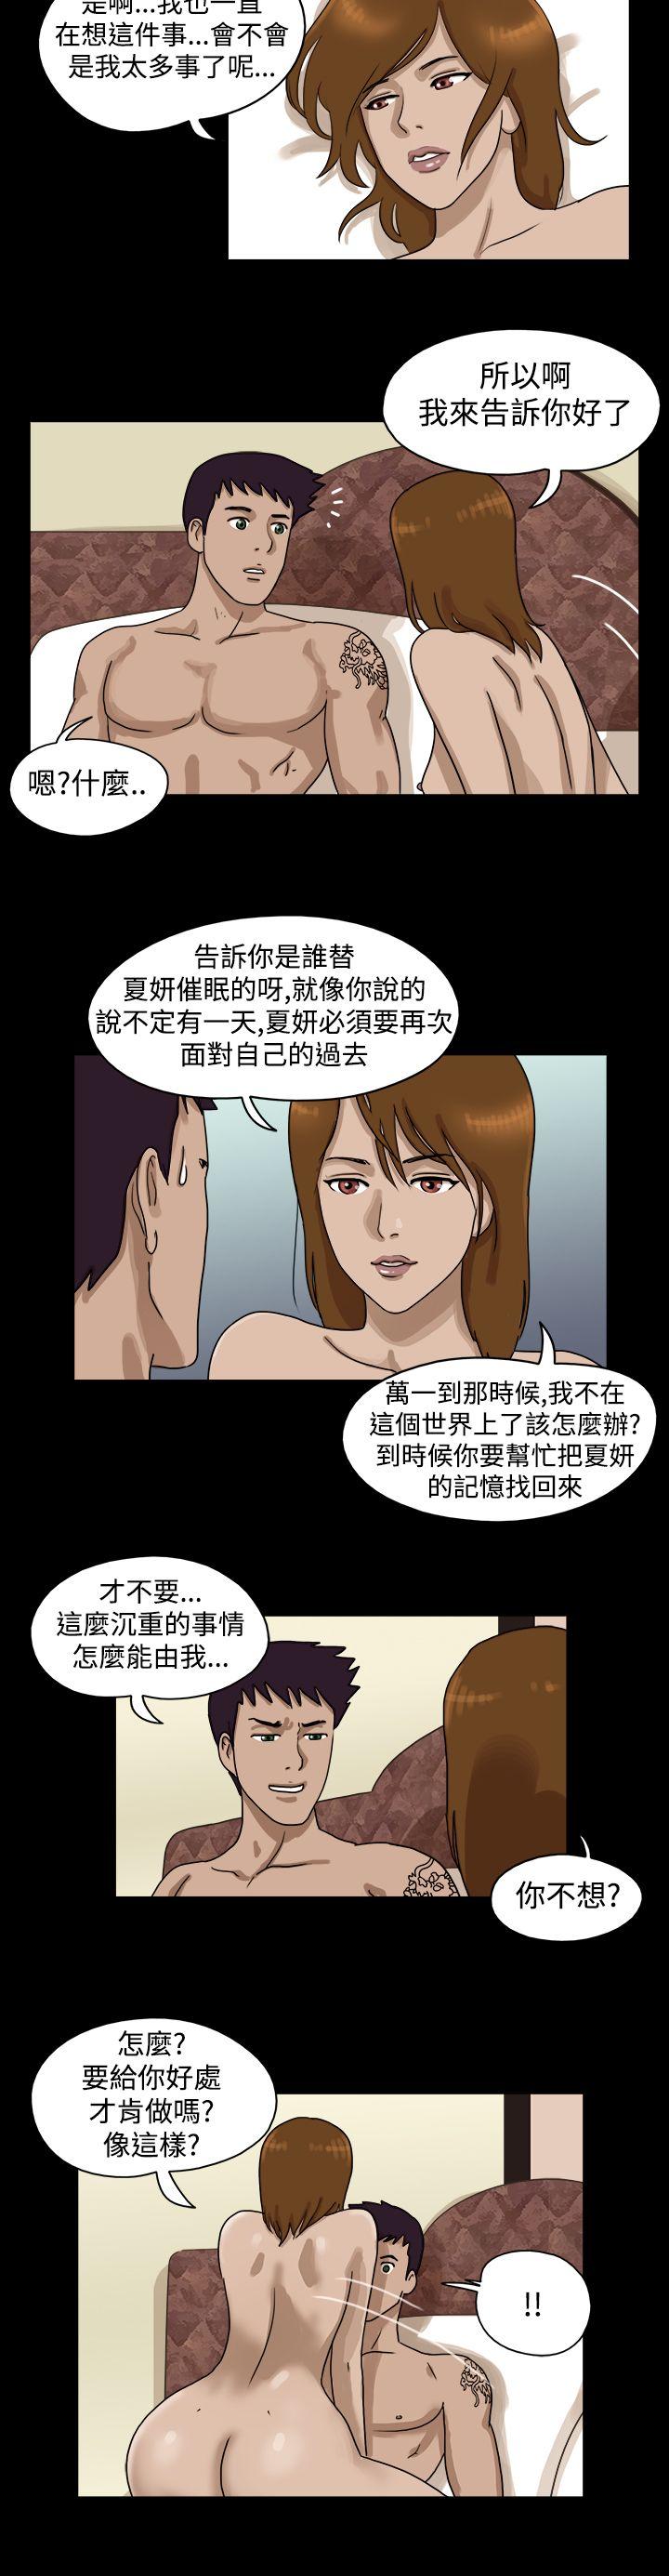 是啊...我也一直
在想這件事...會不會
是我太多事了呢...
所以啊
我來告訴你好了
嗯?什麼..
告訴你是誰替
夏妍催眠的呀,就像你說的
說不定有一天,夏妍必須要再次
面對自己的過去
萬一到那時候,我不在
這個世界上了該怎麼辦?
到時候你要幫忙把夏妍
的記憶找回來
才不要...
這麼沉重的事情
怎麼能由我...
你不想?
怎麼?
要給你好處
才肯做嗎?
像這樣?
!!